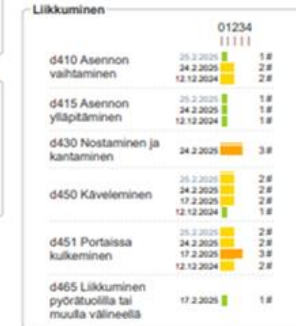 Liikkuminen
01234
d410 Asennon vaihtaminen
25.2.2025 1#
24.2.2025 2#
12.12.2024 2#
d415 Asennon ylläpitäminen
25.2.2025 1#
24.2.2025 1#
12.12.2024 1#
d430 Nostaminen ja kantaminen
24.2.2025 3#
d450 Käveleminen
25.2.2025 2#
24.2.2025 2#
17.2.2025 2#
12.12.2024 1#
d451 Portaissa kulkeminen
25.2.2025 2#
24.2.2025 2#
17.2.2025 3#
12.12.2024 2#
d465 Liikkuminen pyörätuolilla tai muulla välineellä
17.2.2025 1#